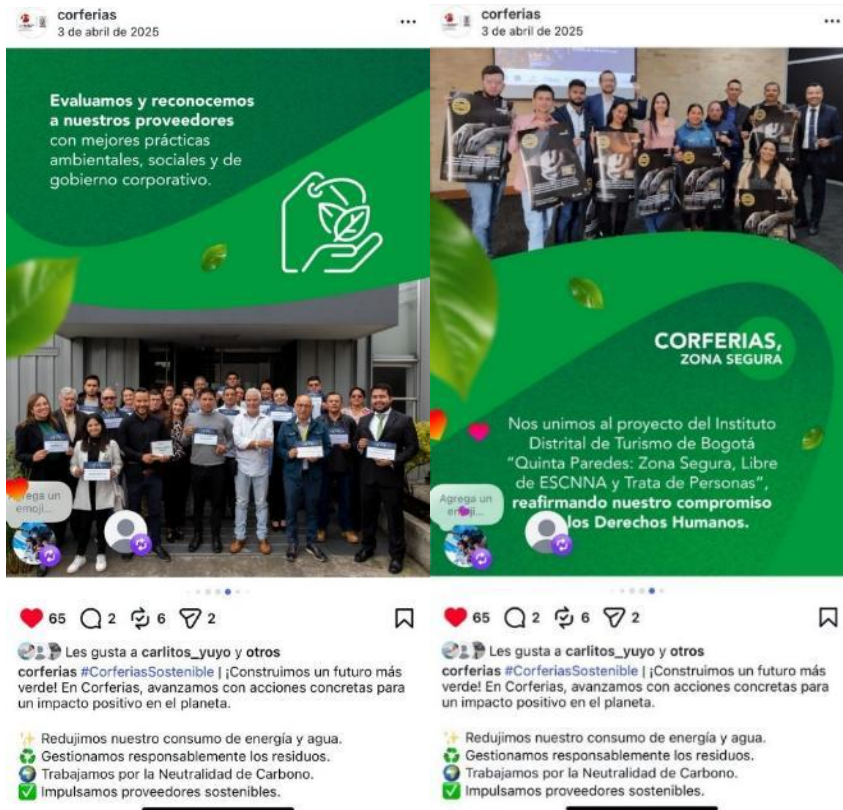 corferias
3 de abril de 2025
Evaluamos y reconocemos
a nuestros proveedores
con mejores prácticas
ambientales, sociales y de
gobierno corporativo.
Agrega un
emoji...
65 2 6 2
Les gusta a carlitos_yuyo y otros
corferias #CorferiasSostenible | ¡Construimos un futuro más
verde! En Corferias, avanzamos con acciones concretas para
un impacto positivo en el planeta.
✨ Redujimos nuestro consumo de energía y agua.
♻️ Gestionamos responsablemente los residuos.
🌍 Trabajamos por la Neutralidad de Carbono.
✅ Impulsamos proveedores sostenibles.
corferias
3 de abril de 2025
CORFERIAS,
ZONA SEGURA
Nos unimos al proyecto del Instituto
Distrital de Turismo de Bogotá
“Quinta Paredes: Zona Segura, Libre
de ESCNNA y Trata de Personas”,
reafirmando nuestro compromiso
los Derechos Humanos.
Agrega un
emoji...
65 2 6 2
Les gusta a carlitos_yuyo y otros
corferias #CorferiasSostenible | ¡Construimos un futuro más
verde! En Corferias, avanzamos con acciones concretas para
un impacto positivo en el planeta.
✨ Redujimos nuestro consumo de energía y agua.
♻️ Gestionamos responsablemente los residuos.
🌍 Trabajamos por la Neutralidad de Carbono.
✅ Impulsamos proveedores sostenibles.